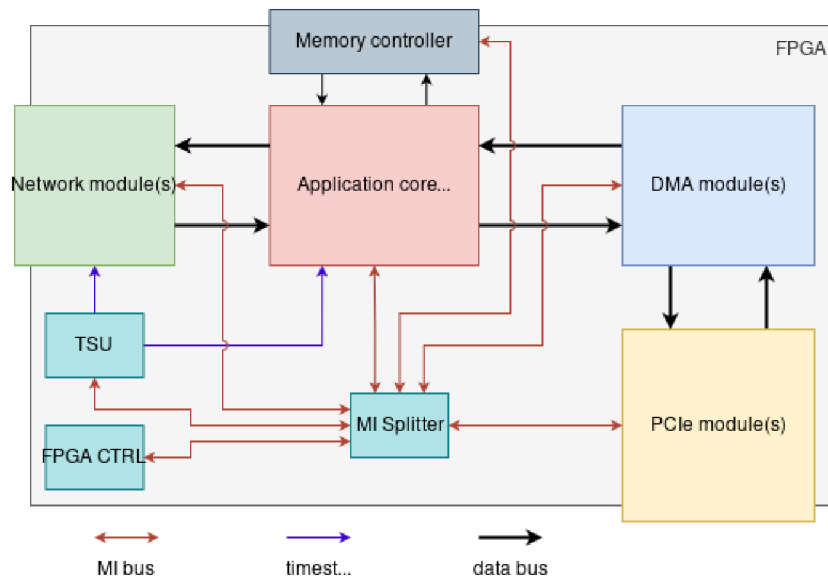 Memory controller
FPGA
Network module(s)
Application core...
DMA module(s)
TSU
MI Splitter
PCIe module(s)
FPGA CTRL
MI bus
timest...
data bus